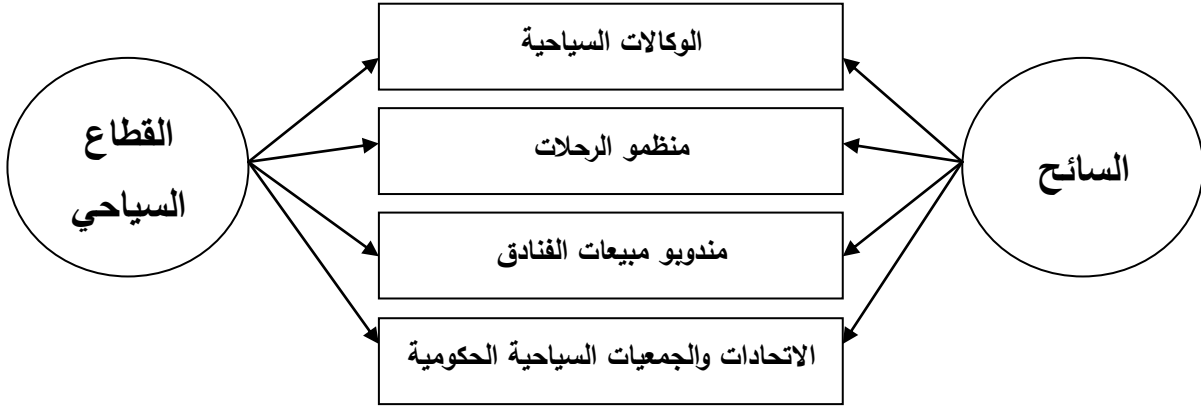 السائح
الوكالات السياحية
منظمو الرحلات
مندوبو مبيعات الفنادق
الاتحادات والجمعيات السياحية الحكومية
القطاع
السياحي